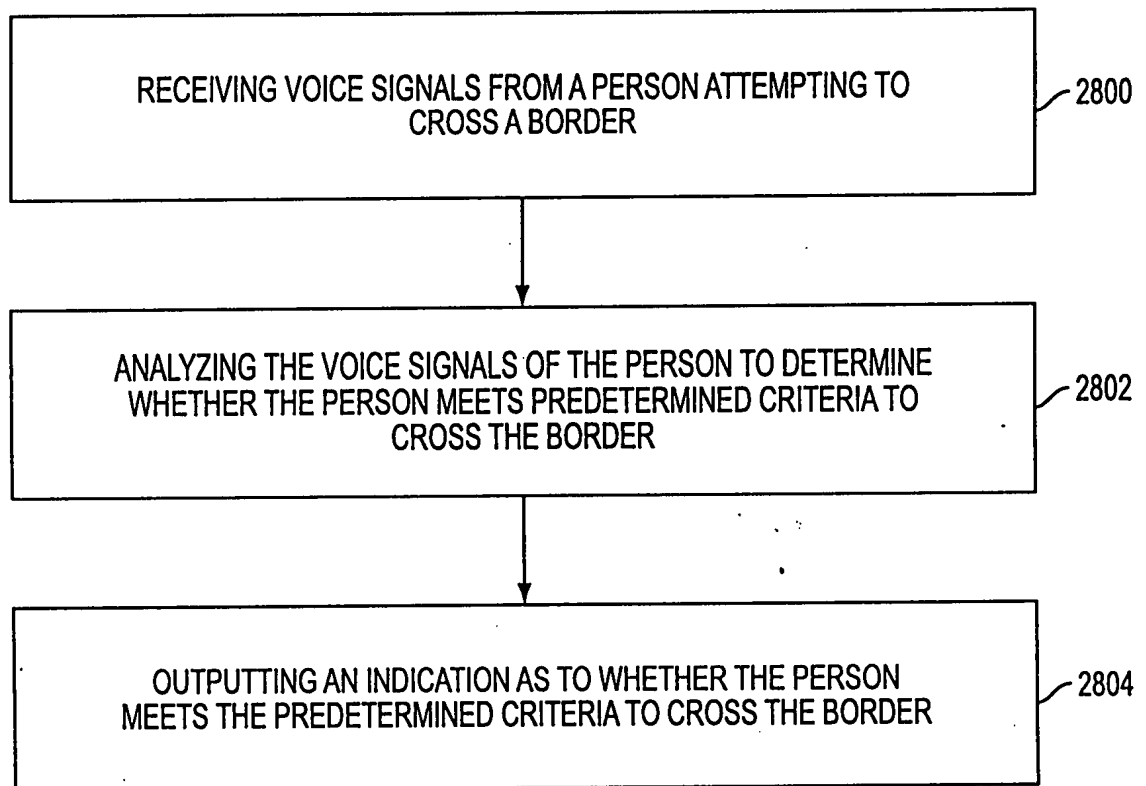 RECEIVING VOICE SIGNALS FROM A PERSON ATTEMPTING TO
CROSS A BORDER
2800
ANALYZING THE VOICE SIGNALS OF THE PERSON TO DETERMINE
WHETHER THE PERSON MEETS PREDETERMINED CRITERIA TO
CROSS THE BORDER
2802
OUTPUTTING AN INDICATION AS TO WHETHER THE PERSON
MEETS THE PREDETERMINED CRITERIA TO CROSS THE BORDER
2804